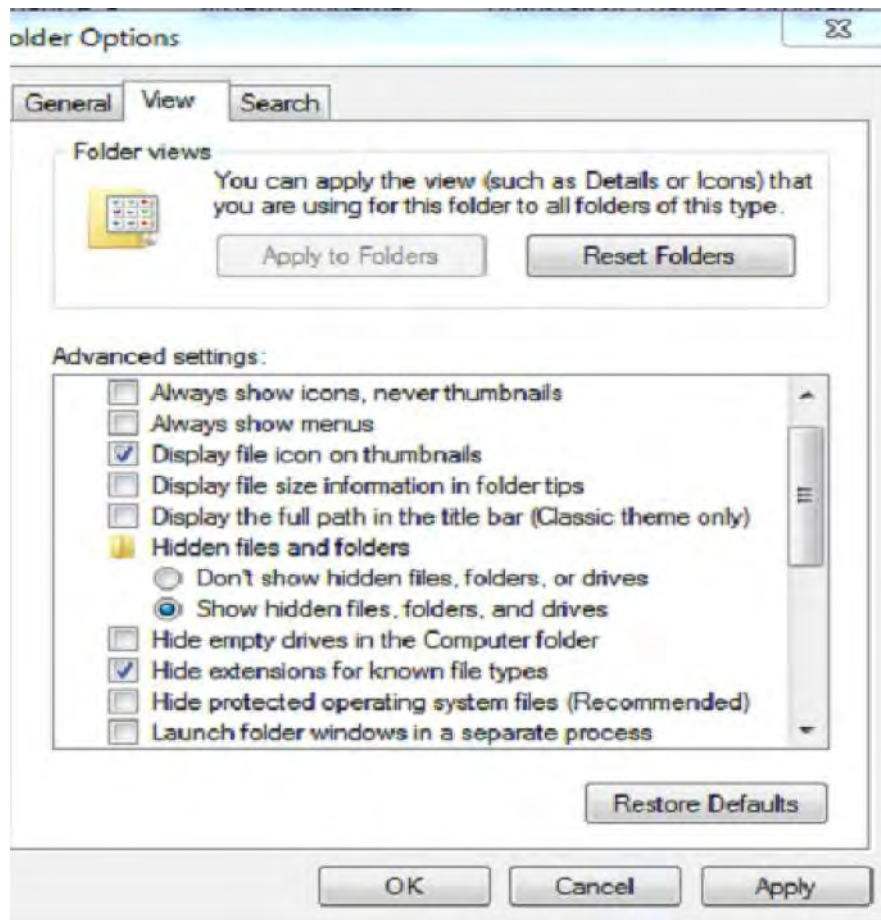 older Options
General View Search
Folder views
You can apply the view (such as Details or Icons) that
you are using for this folder to all folders of this type.
Apply to Folders Reset Folders
Advanced settings:
Always show icons, never thumbnails
Always show menus
Display file icon on thumbnails
Display file size information in folder tips
Display the full path in the title bar (Classic theme only)
Hidden files and folders
Don't show hidden files, folders, or drives
Show hidden files, folders, and drives
Hide empty drives in the Computer folder
Hide extensions for known file types
Hide protected operating system files (Recommended)
Launch folder windows in a separate process
Restore Defaults
OK Cancel Apply